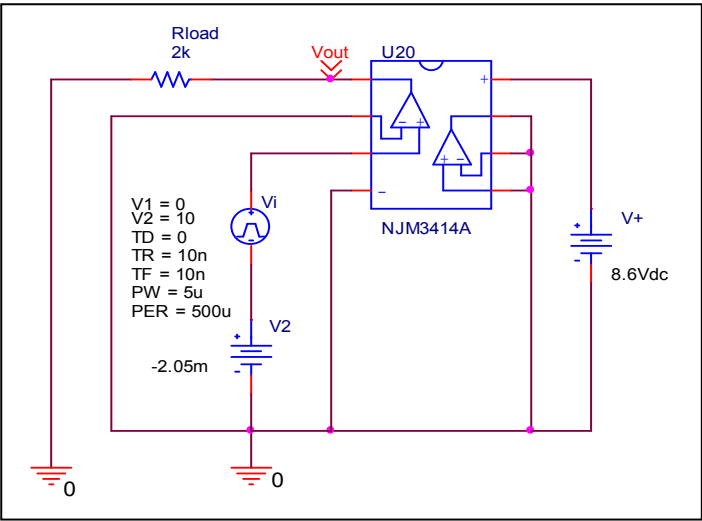 Rload
2k
Vout
U20
+
- +
+ -
-
NJM3414A
V1 = 0
V2 = 10
TD = 0
TR = 10n
TF = 10n
PW = 5u
PER = 500u
Vi
+
-
V+
+
-
8.6Vdc
V2
+
-
-2.05m
0
0